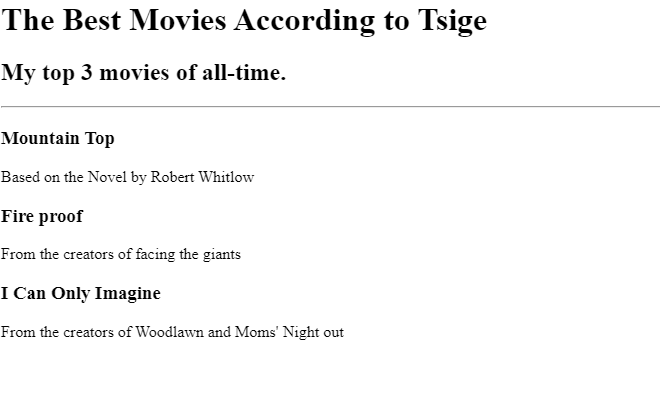 The Best Movies According to Tsige
My top 3 movies of all-time.
Mountain Top
Based on the Novel by Robert Whitlow
Fire proof
From the creators of facing the giants
I Can Only Imagine
From the creators of Woodlawn and Moms' Night out